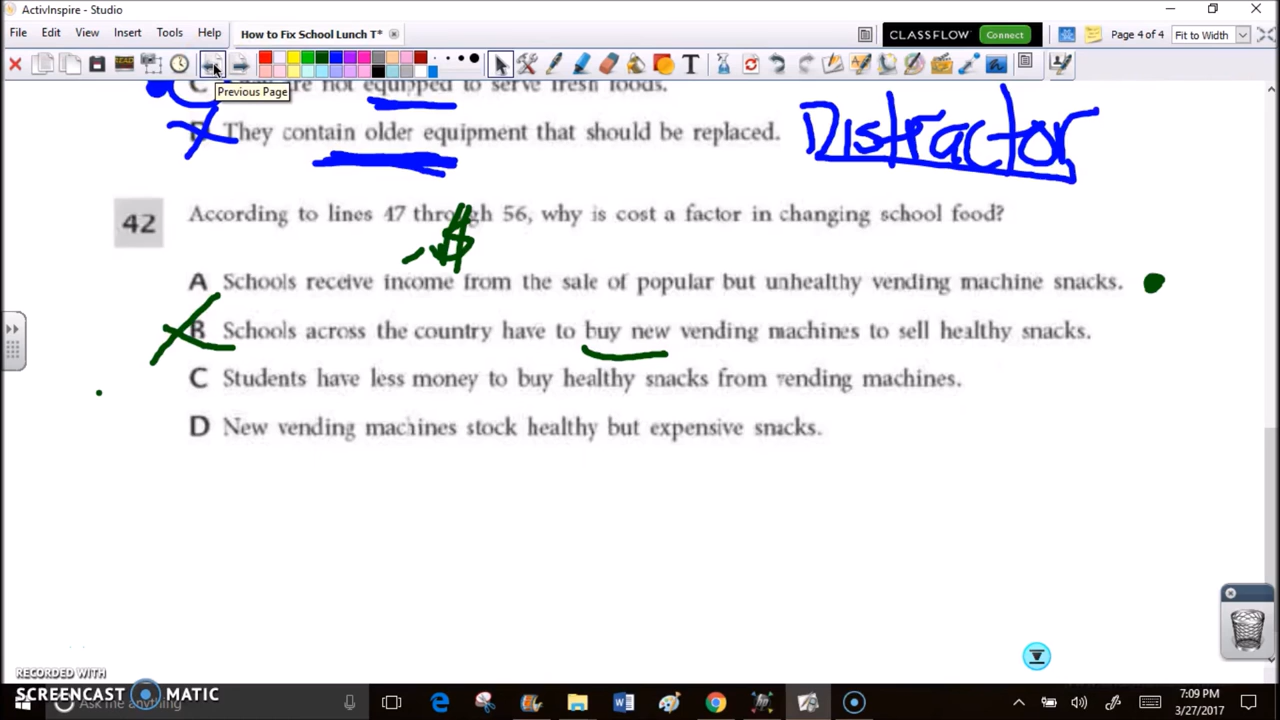 ActivInspire - Studio
File Edit View Insert Tools Help
How to Fix School Lunch T*
CLASSFLOW Connect
Page 4 of 4
Fit to Width
Previous Page
C are not equipped to serve fresh foods.
They contain older equipment that should be replaced.
Distractor
42 According to lines 47 through 56, why is cost a factor in changing school food?
$
A Schools receive income from the sale of popular but unhealthy vending machine snacks.
B Schools across the country have to buy new vending machines to sell healthy snacks.
C Students have less money to buy healthy snacks from vending machines.
D New vending machines stock healthy but expensive snacks.
RECORDED WITH
SCREENCAST MATIC
Ask me anything
7:09 PM
3/27/2017